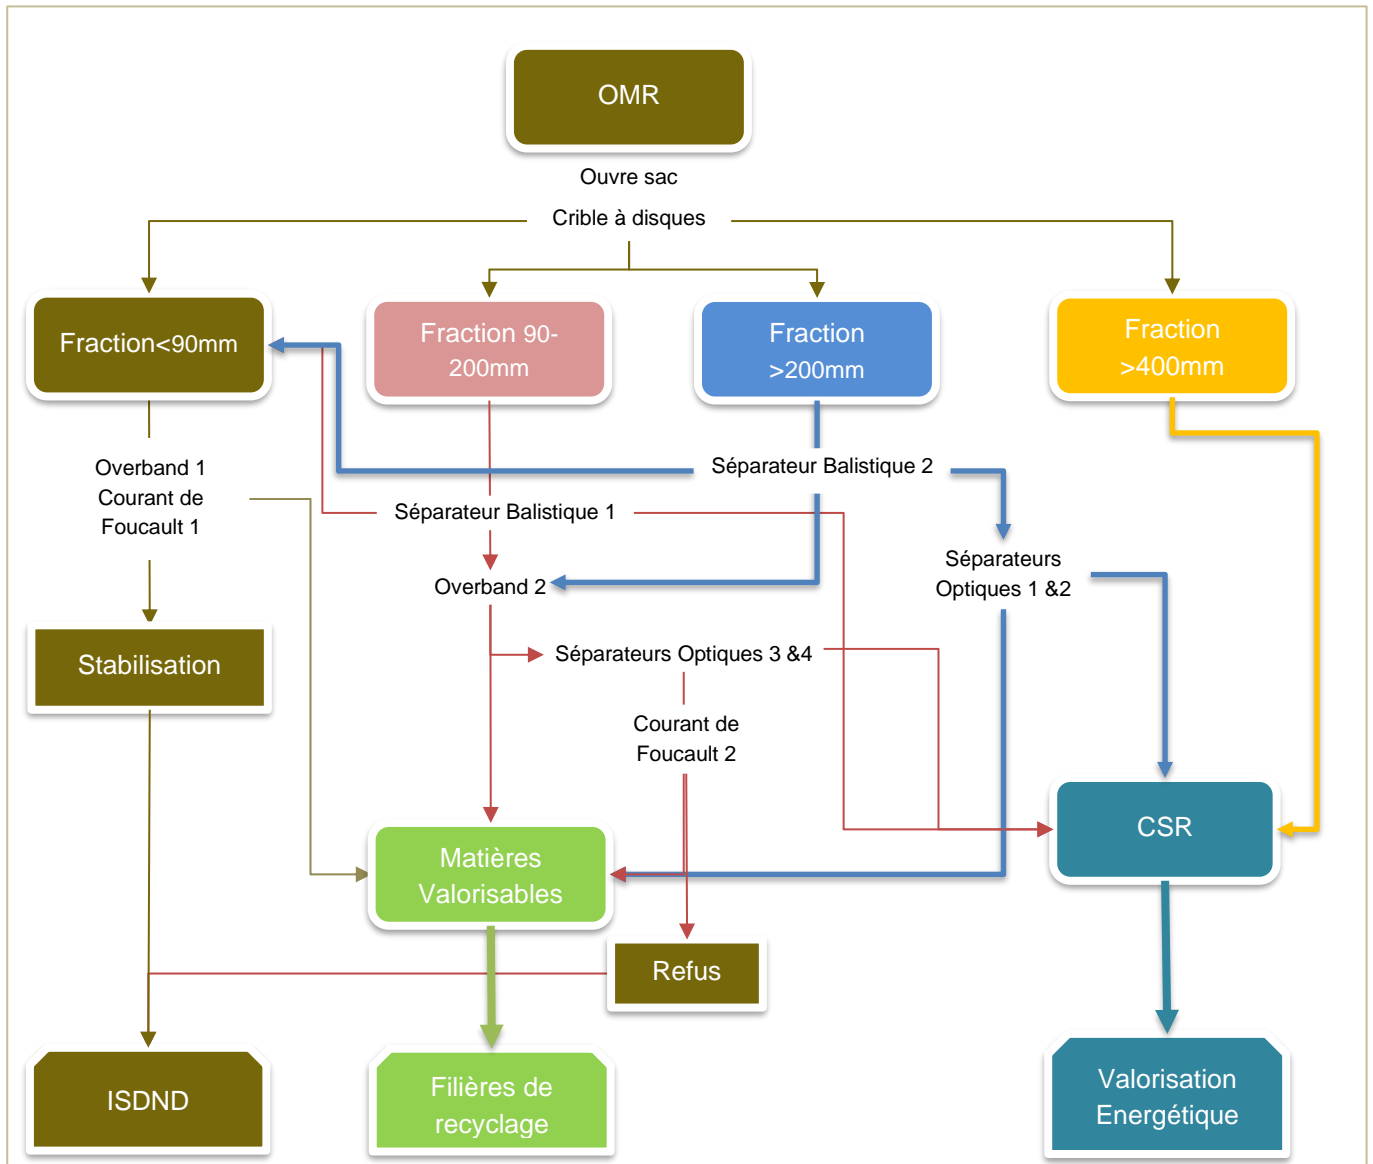 OMR
Ouvre sac
Crible à disques
Fraction<90mm
Fraction 90-
200mm
Fraction
>200mm
Fraction
>400mm
Overband 1
Courant de
Foucault 1
Séparateur Balistique 2
Séparateur Balistique 1
Séparateurs
Optiques 1 &2
Overband 2
Stabilisation
Séparateurs Optiques 3 &4
Courant de
Foucault 2
CSR
Matières
Valorisables
Refus
ISDND
Filières de
recyclage
Valorisation
Energétique